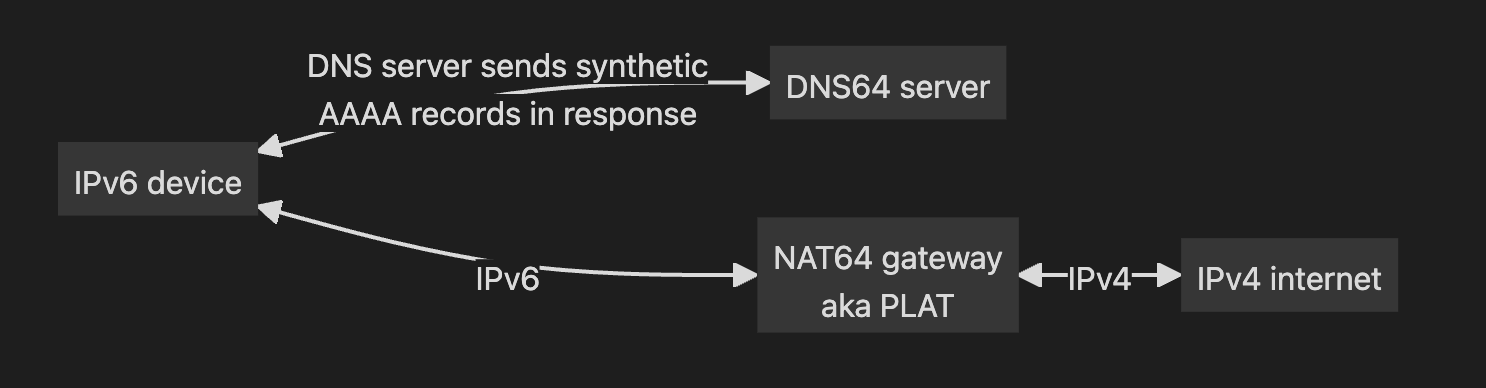 DNS server sends synthetic
AAAA records in response
DNS64 server
IPv6 device
IPv6
NAT64 gateway
aka PLAT
IPv4
IPv4 internet